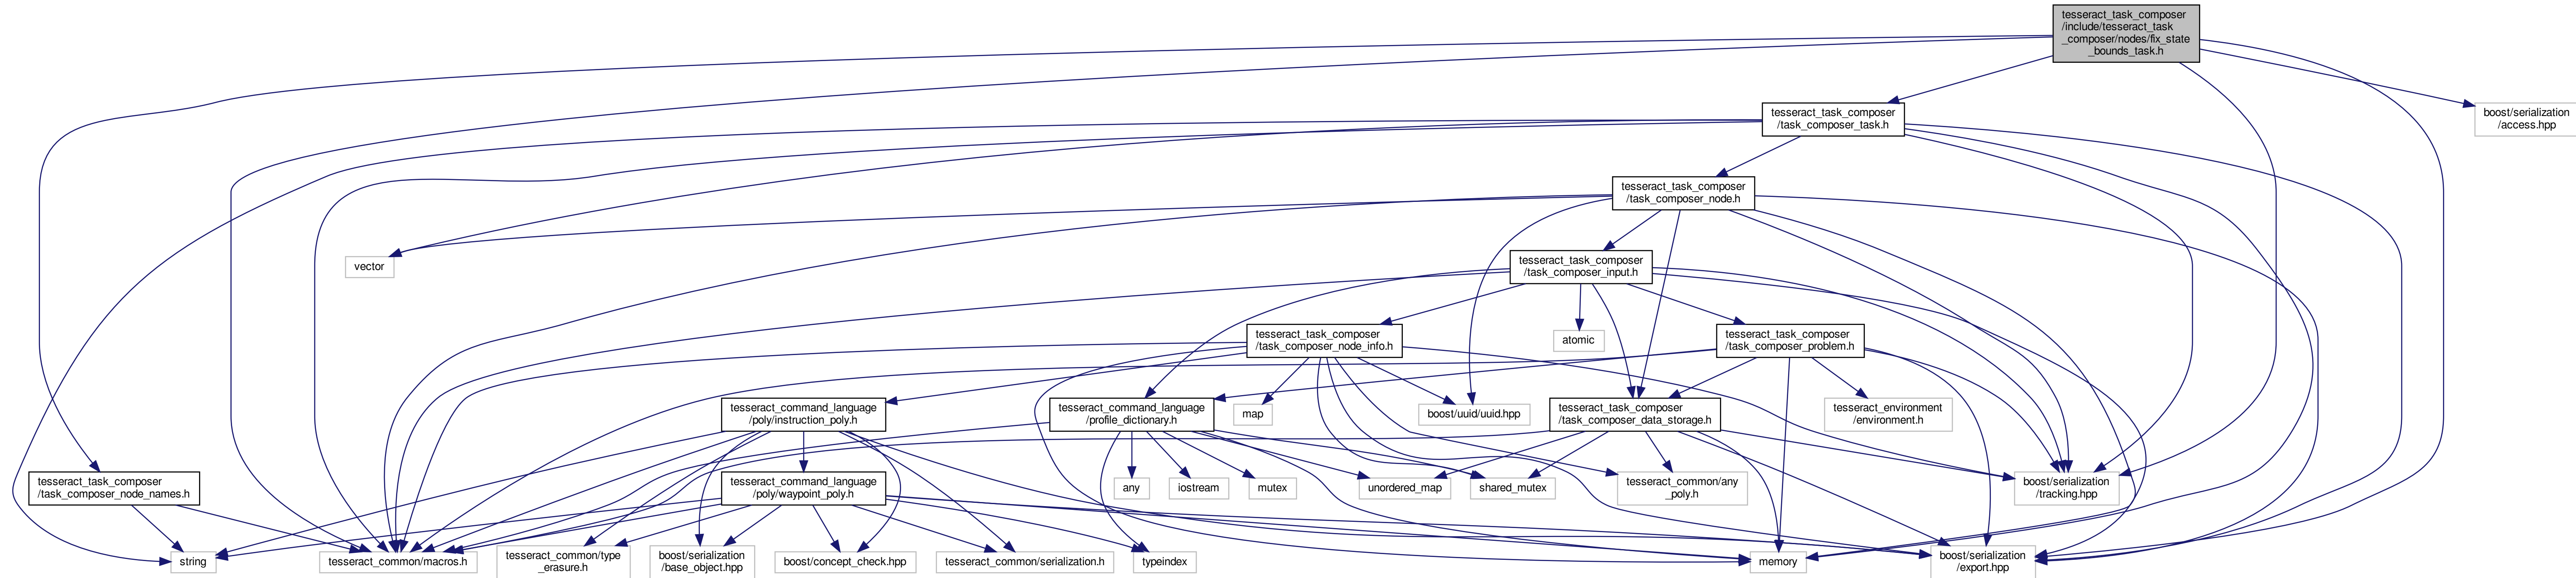 tesseract_task_composer
/include/tesseract_task
_composer/nodes/fix_state
_bounds_task.h
tesseract_task_composer
/task_composer_task.h
boost/serialization
/access.hpp
tesseract_task_composer
/task_composer_node.h
vector
tesseract_task_composer
/task_composer_input.h
tesseract_task_composer
/task_composer_node_info.h
atomic
tesseract_task_composer
/task_composer_problem.h
tesseract_command_language
/poly/instruction_poly.h
tesseract_command_language
/profile_dictionary.h
map
boost/uuid/uuid.hpp
tesseract_task_composer
/task_composer_data_storage.h
tesseract_environment
/environment.h
tesseract_task_composer
/task_composer_node_names.h
tesseract_command_language
/poly/waypoint_poly.h
any
iostream
mutex
unordered_map
shared_mutex
tesseract_common/any
_poly.h
boost/serialization
/tracking.hpp
string
tesseract_common/macros.h
tesseract_common/type
_erasure.h
boost/serialization
/base_object.hpp
boost/concept_check.hpp
tesseract_common/serialization.h
typeindex
memory
boost/serialization
/export.hpp